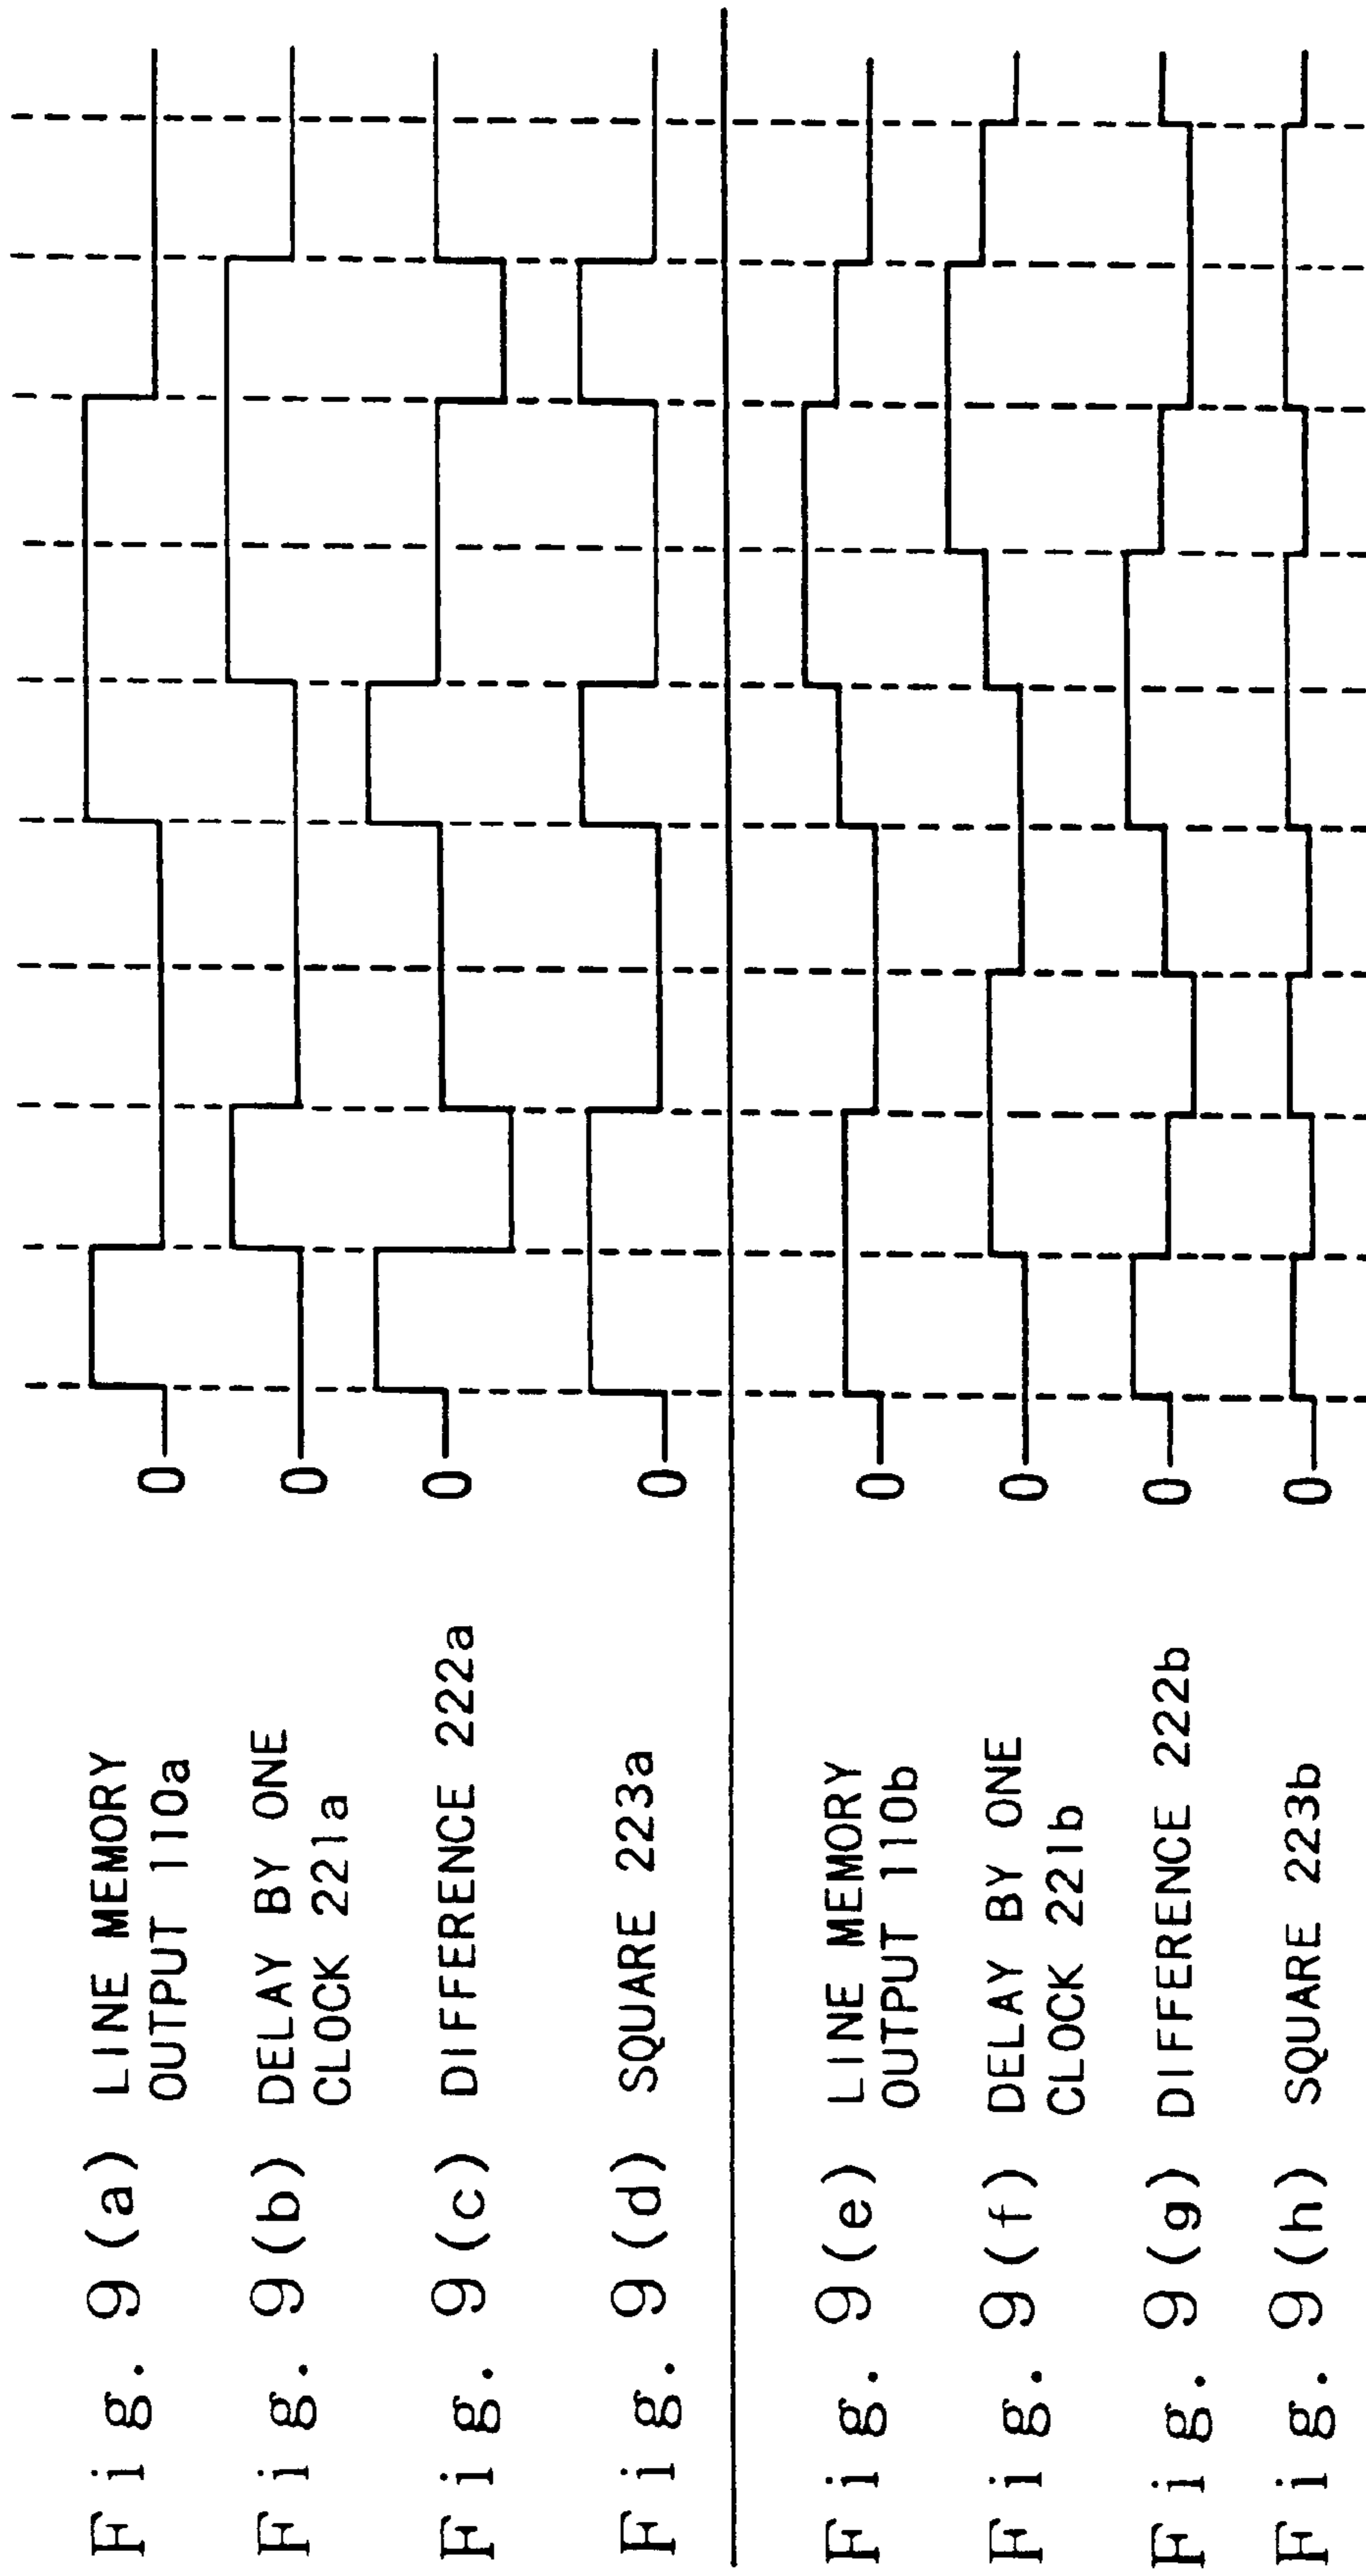 Fig. 9 (a) LINE MEMORY
OUTPUT 110a
0
Fig. 9 (b) DELAY BY ONE
CLOCK 221a
0
Fig. 9 (c) DIFFERENCE 222a
0
Fig. 9 (d) SQUARE 223a
0
Fig. 9 (e) LINE MEMORY
OUTPUT 110b
0
Fig. 9 (f) DELAY BY ONE
CLOCK 221b
0
Fig. 9 (g) DIFFERENCE 222b
0
Fig. 9 (h) SQUARE 223b
0